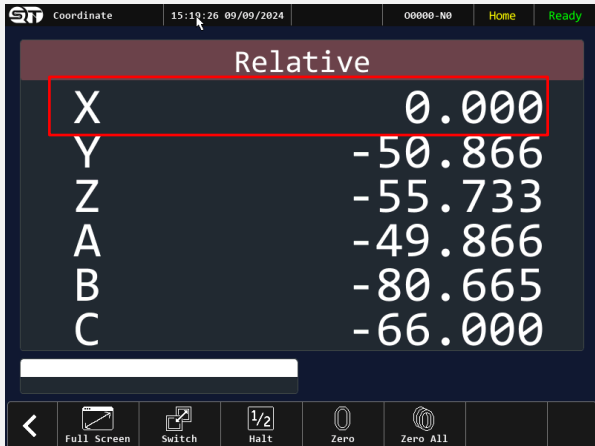 Coordinate 15:19:26 09/09/2024 O0000-N0 Home Ready
Relative
X 0.000
Y -50.866
Z -55.733
A -49.866
B -80.665
C -66.000
1/2
Full Screen Switch Halt Zero Zero All